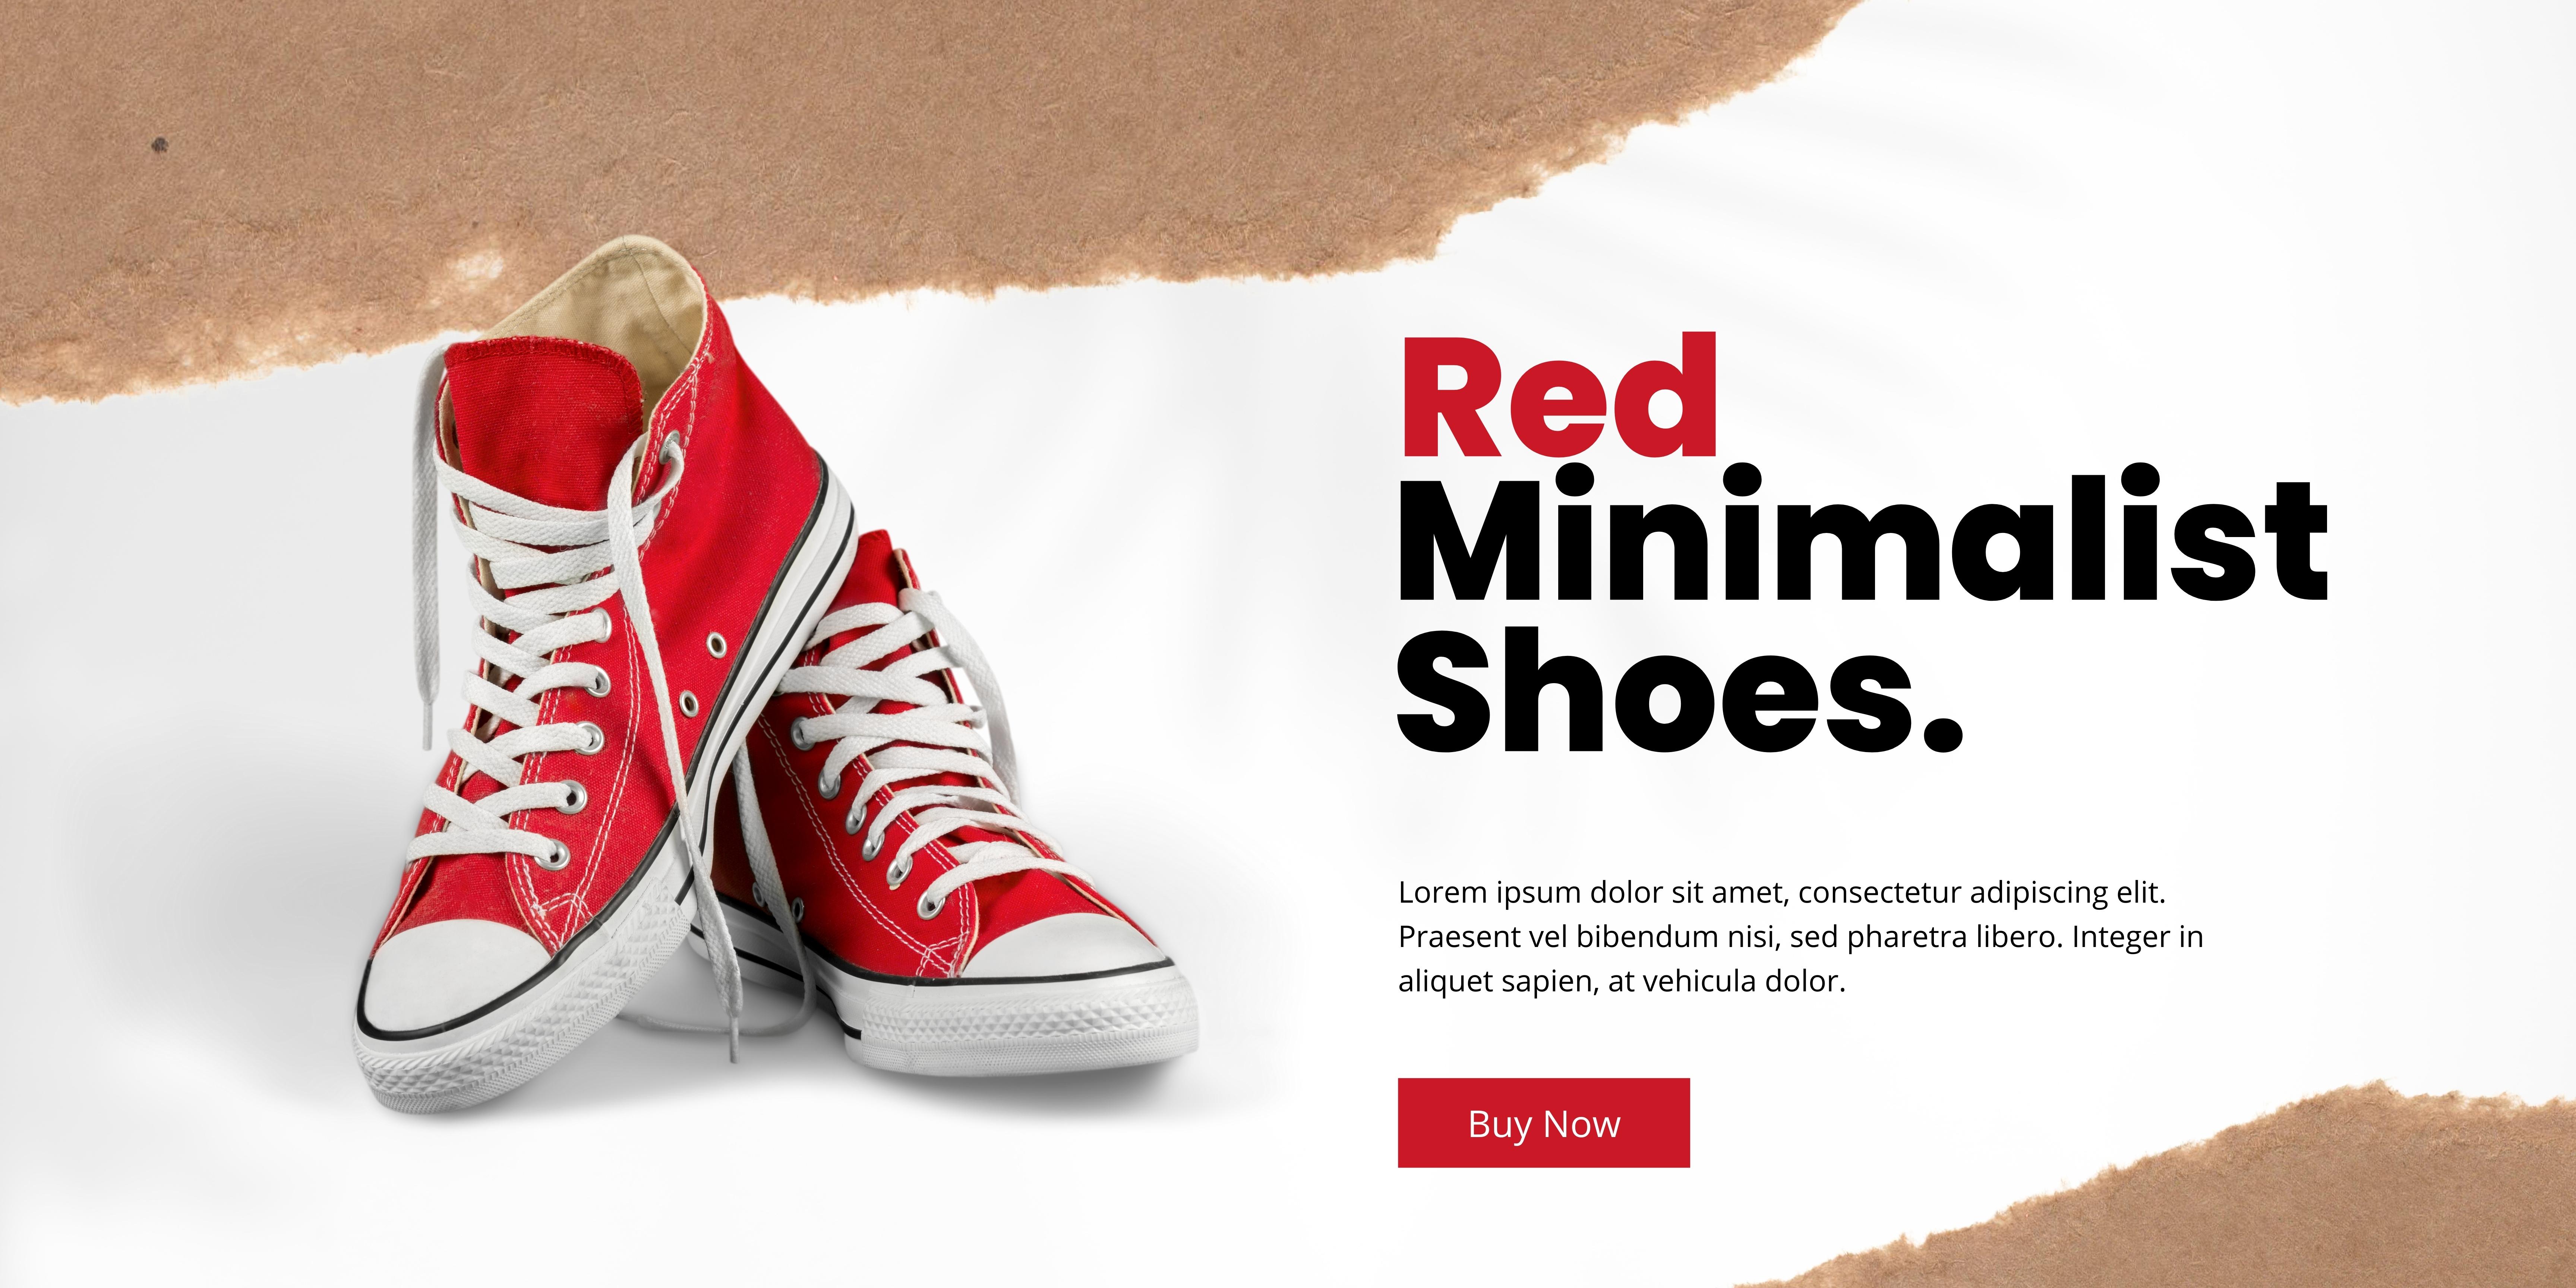 Red
Minimalist
Shoes.
Lorem ipsum dolor sit amet, consectetur adipiscing elit.
Praesent vel bibendum nisi, sed pharetra libero. Integer in
aliquet sapien, at vehicula dolor.
Buy Now